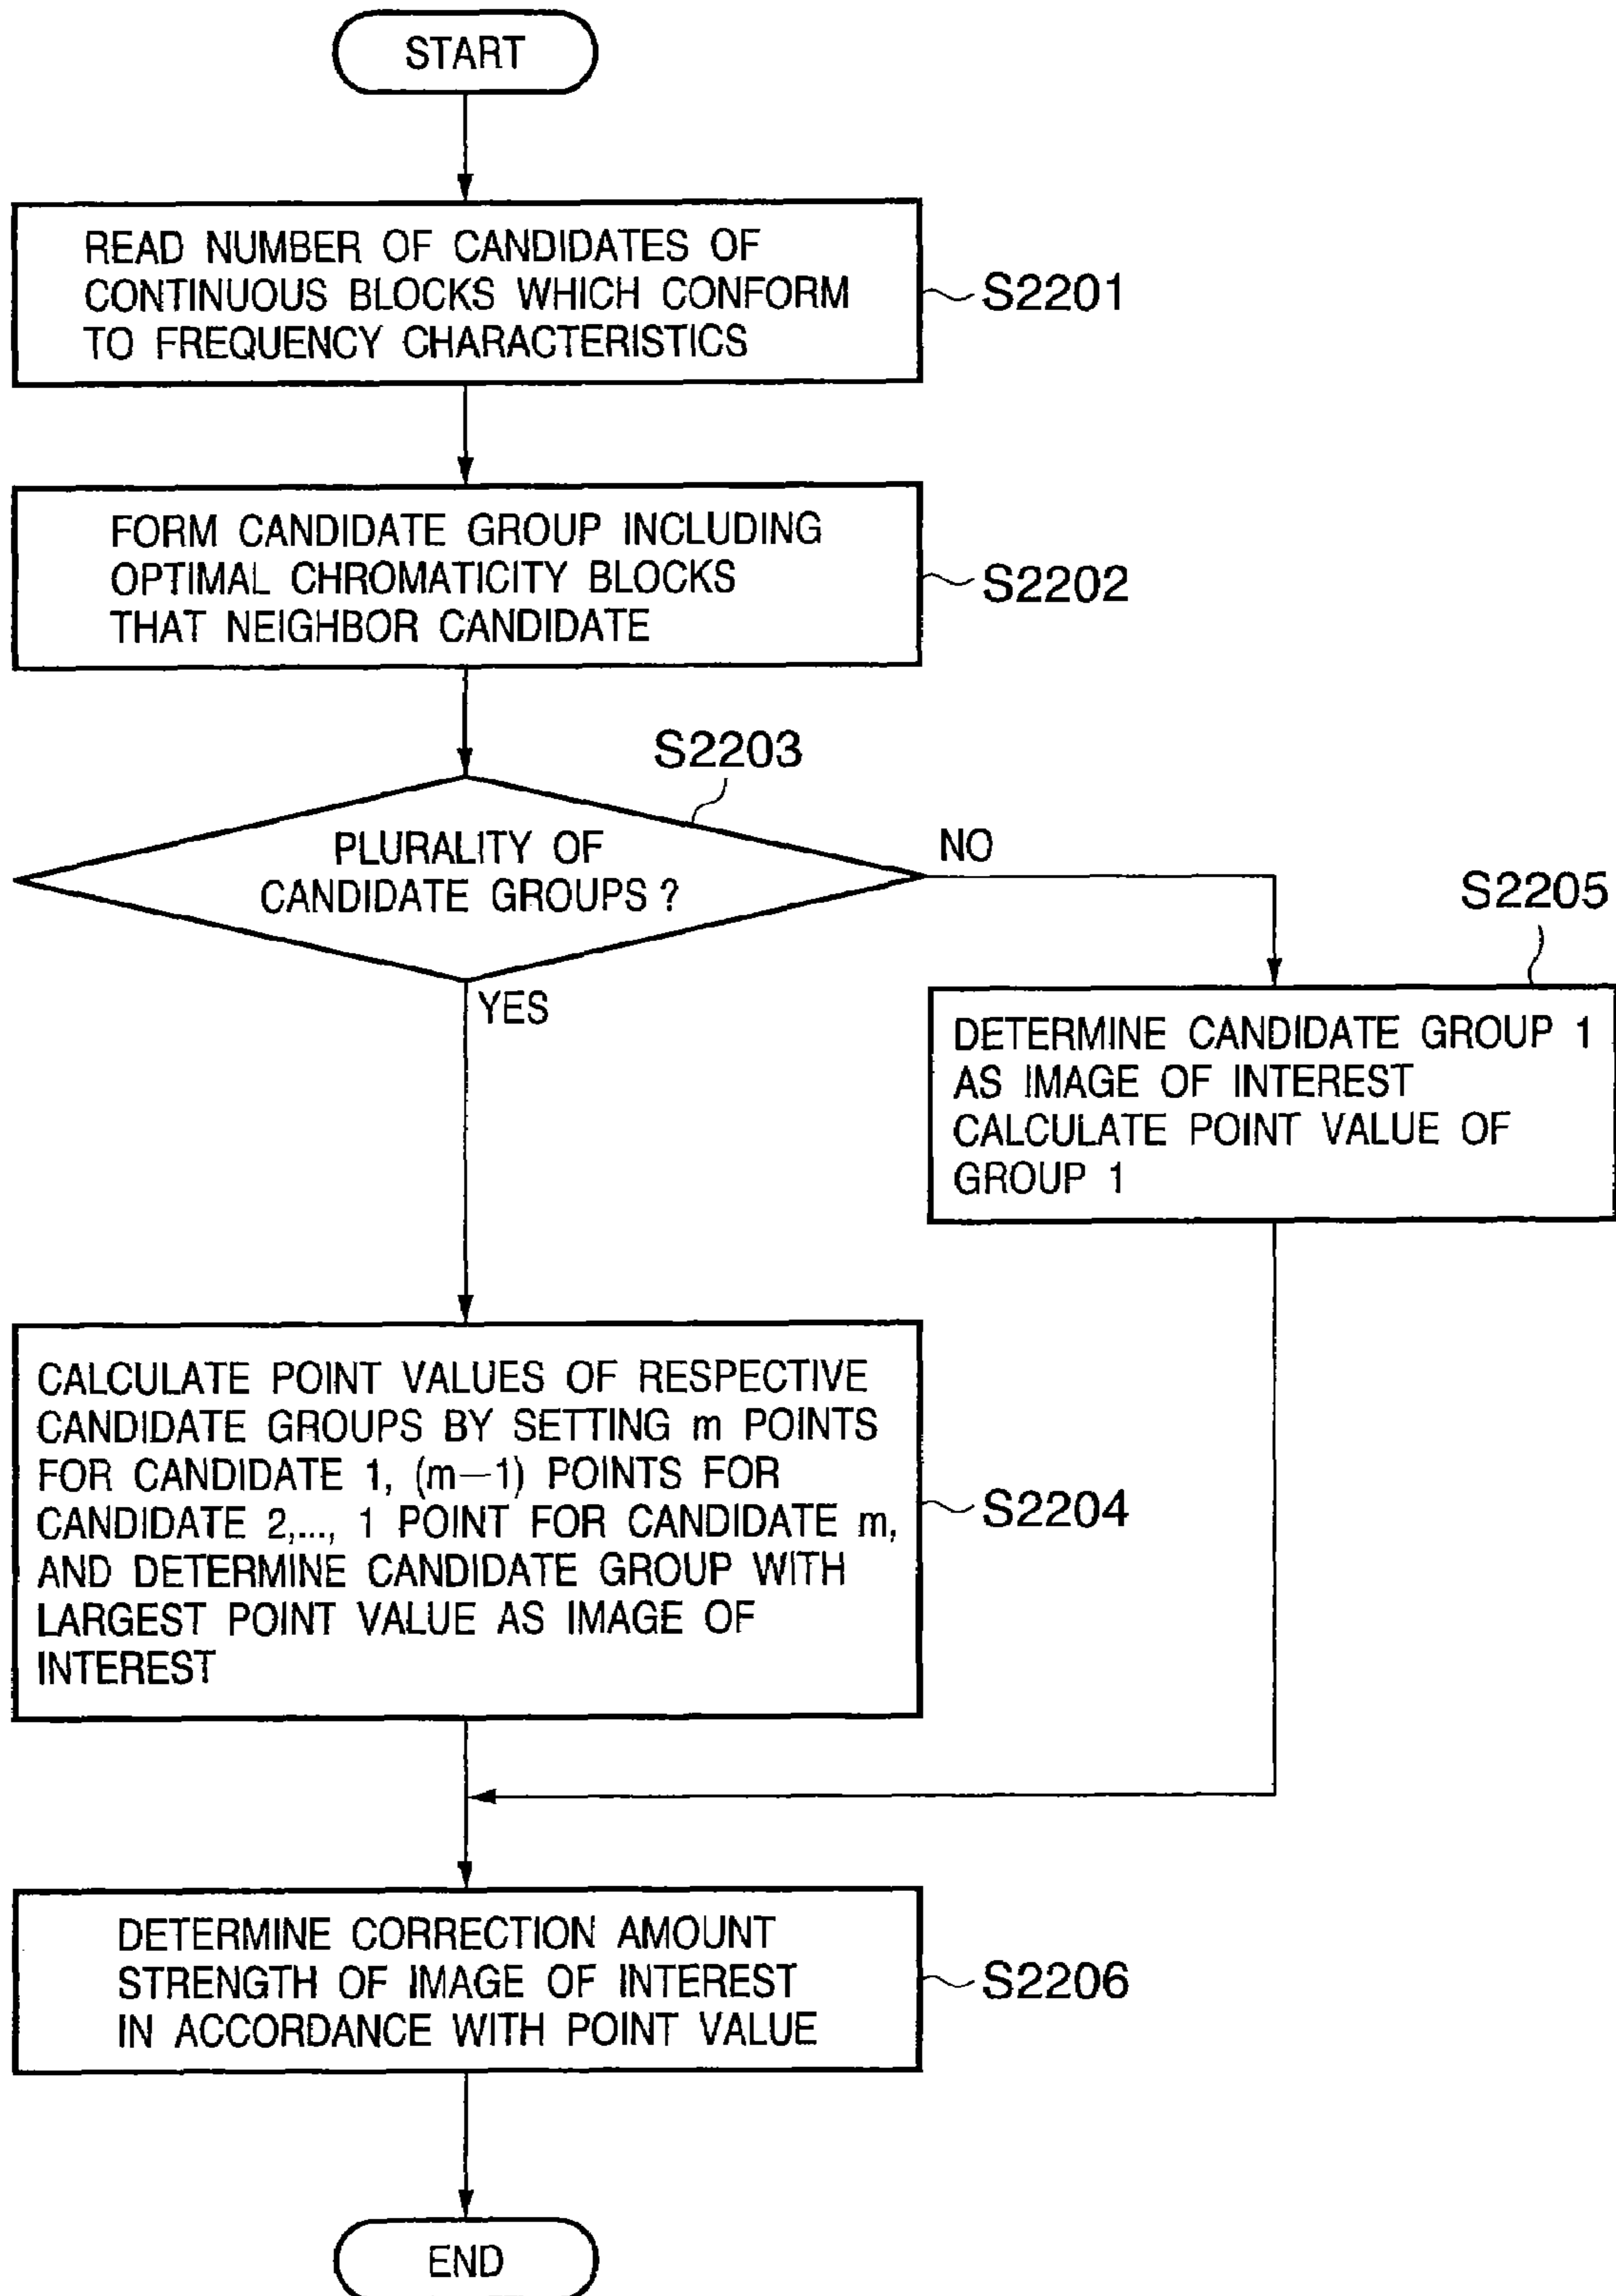 START
READ NUMBER OF CANDIDATES OF
CONTINUOUS BLOCKS WHICH CONFORM
TO FREQUENCY CHARACTERISTICS
S2201
FORM CANDIDATE GROUP INCLUDING
OPTIMAL CHROMATICITY BLOCKS
THAT NEIGHBOR CANDIDATE
S2202
S2203
PLURALITY OF
CANDIDATE GROUPS ?
NO
YES
S2205
DETERMINE CANDIDATE GROUP 1
AS IMAGE OF INTEREST
CALCULATE POINT VALUE OF
GROUP 1
CALCULATE POINT VALUES OF RESPECTIVE
CANDIDATE GROUPS BY SETTING m POINTS
FOR CANDIDATE 1, (m—1) POINTS FOR
CANDIDATE 2,..., 1 POINT FOR CANDIDATE m,
AND DETERMINE CANDIDATE GROUP WITH
LARGEST POINT VALUE AS IMAGE OF
INTEREST
S2204
DETERMINE CORRECTION AMOUNT
STRENGTH OF IMAGE OF INTEREST
IN ACCORDANCE WITH POINT VALUE
S2206
END